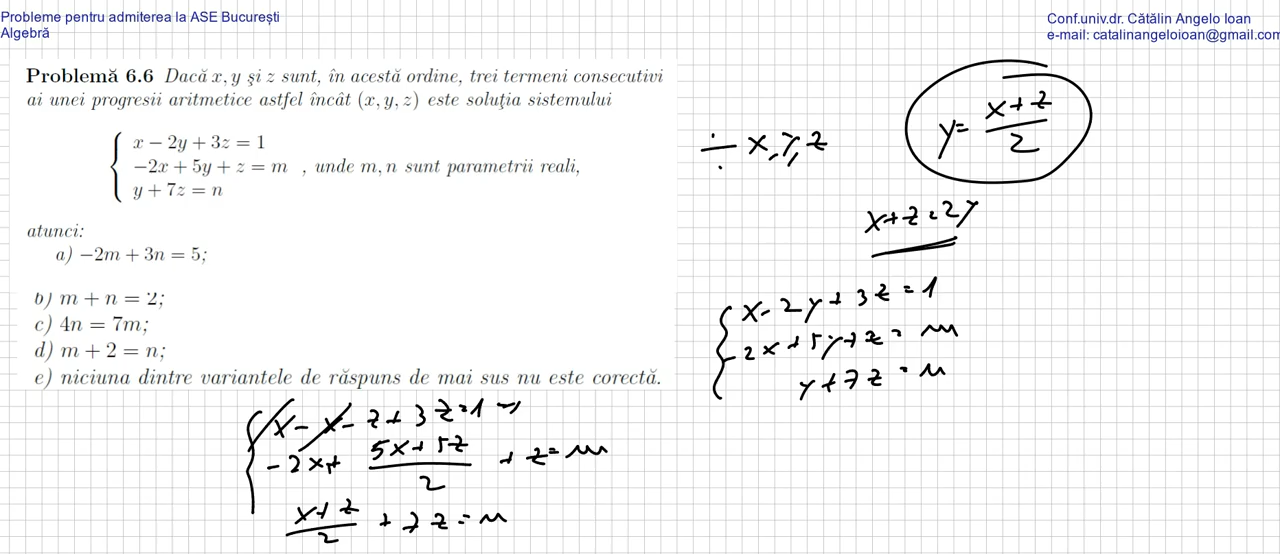 Probleme pentru admiterea la ASE București
Algebră
Conf.univ.dr. Cătălin Angelo Ioan
e-mail: catalinangeloioan@gmail.com
Problemă 6.6 Dacă x, y şi z sunt, în acestă ordine, trei termeni consecutivi
ai unei progresii aritmetice astfel încât (x, y, z) este soluţia sistemului
x − 2y + 3z = 1
−2x + 5y + z = m , unde m, n sunt parametrii reali,
y + 7z = n
atunci:
a) −2m + 3n = 5;
b) m + n = 2;
c) 4n = 7m;
d) m + 2 = n;
e) niciuna dintre variantele de răspuns de mai sus nu este corectă.
÷ x, y, z
y = (x+z)/2
x+z=2y
x-2y+3z=1
-2x+5y+z=m
y+7z=n
x-x-z+3z=1 ⇒
-2x+ (5x+5z)/2 + z=m
(x+z)/2 + 7z=n